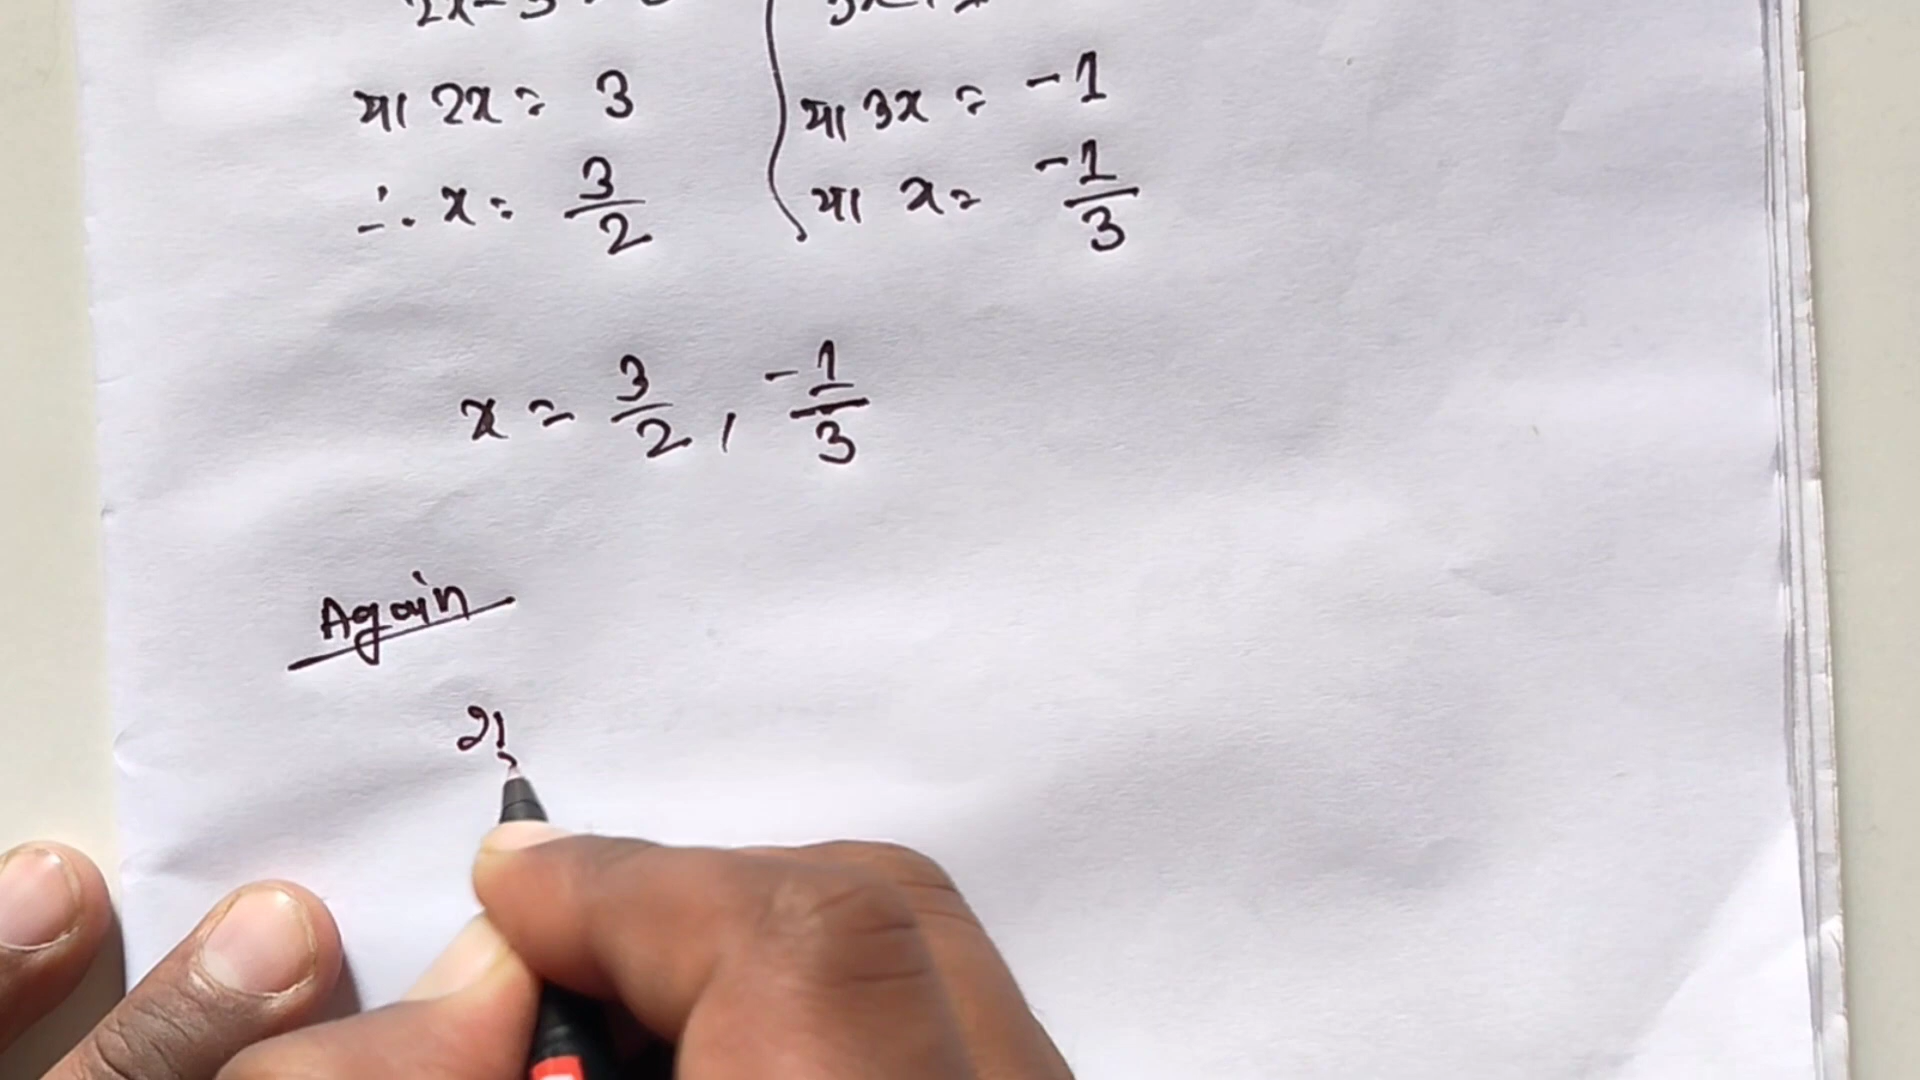 या 2x = 3 या 3x = -1
∴ x = 3/2 या x = -1/3
x = 3/2, -1/3
Again